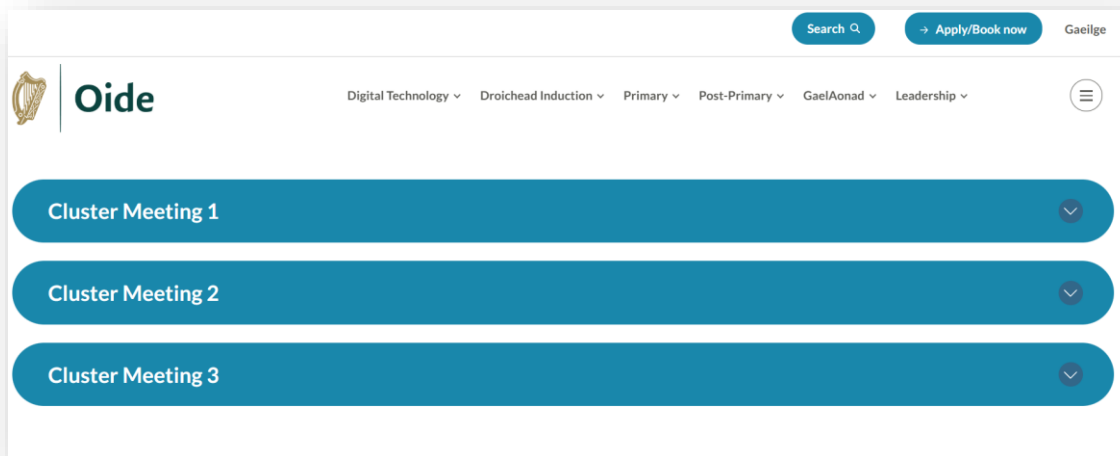 Search
→ Apply/Book now
Gaeilge
Oide
Digital Technology
Droichead Induction
Primary
Post-Primary
GaelAonad
Leadership
Cluster Meeting 1
Cluster Meeting 2
Cluster Meeting 3